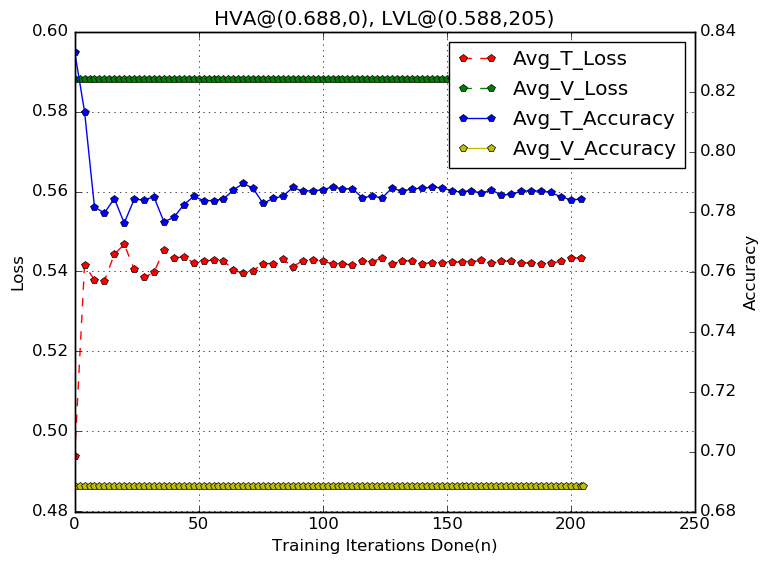 HVA@(0.688,0), LVL@(0.588,205)
0.60
0.58
0.56
0.54
0.52
0.50
0.48
Loss
0.84
0.82
0.80
0.78
0.76
0.74
0.72
0.70
0.68
Accuracy
Avg_T_Loss
Avg_V_Loss
Avg_T_Accuracy
Avg_V_Accuracy
0 50 100 150 200 250
Training Iterations Done(n)